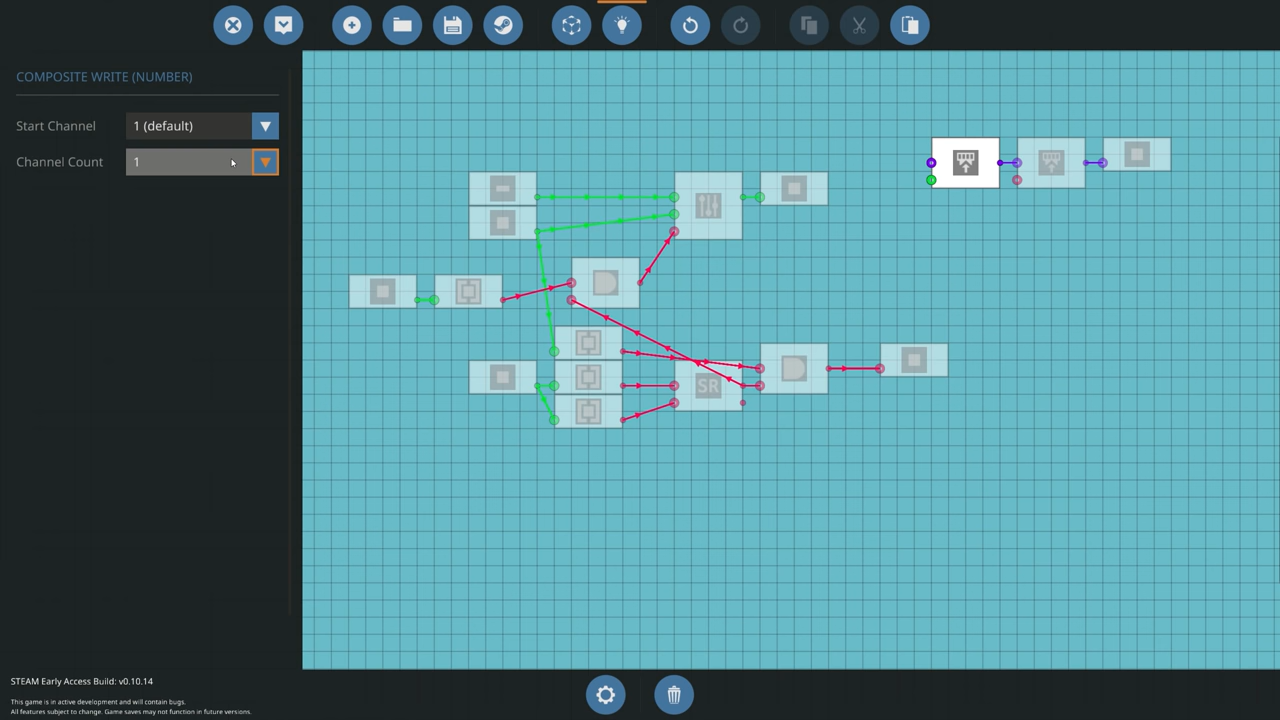 COMPOSITE WRITE (NUMBER)
Start Channel 1 (default)
Channel Count 1
SR
STEAM Early Access Build: v0.10.14
This game is in active development and will contain bugs.
All features subject to change. Game saves may not function in future versions.